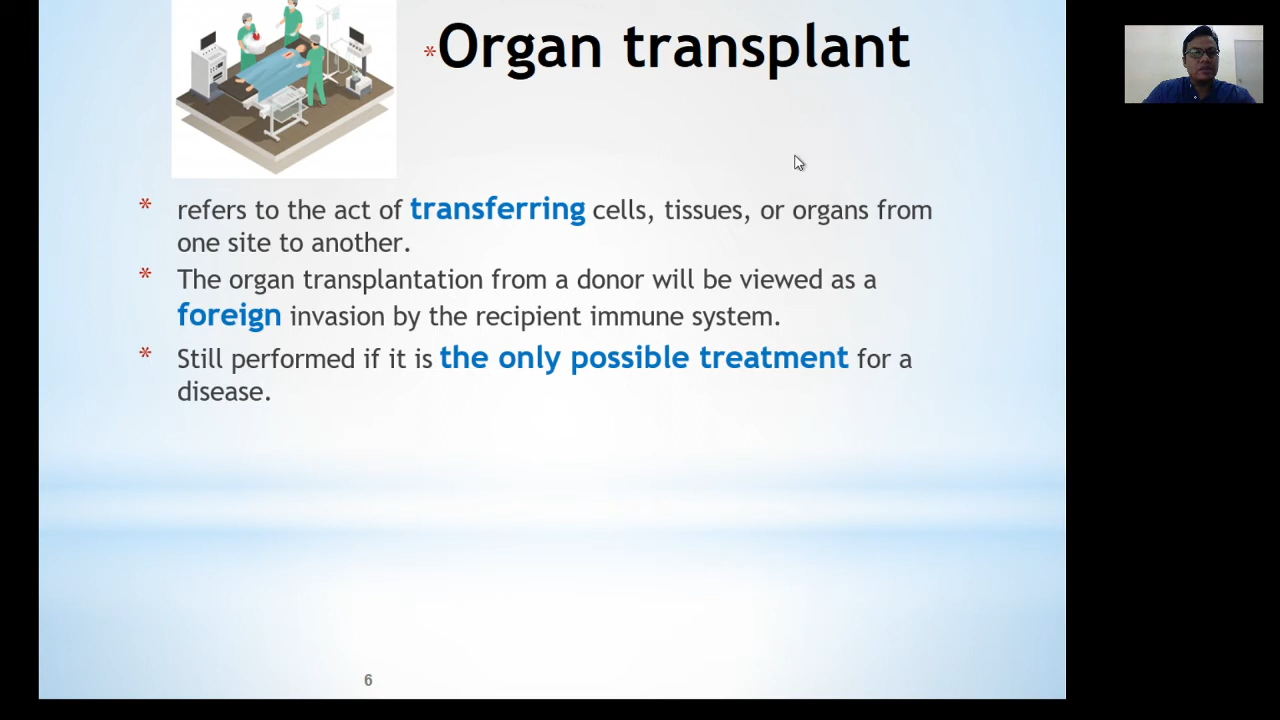 *Organ transplant
* refers to the act of transferring cells, tissues, or organs from
one site to another.
* The organ transplantation from a donor will be viewed as a
foreign invasion by the recipient immune system.
* Still performed if it is the only possible treatment for a
disease.
6